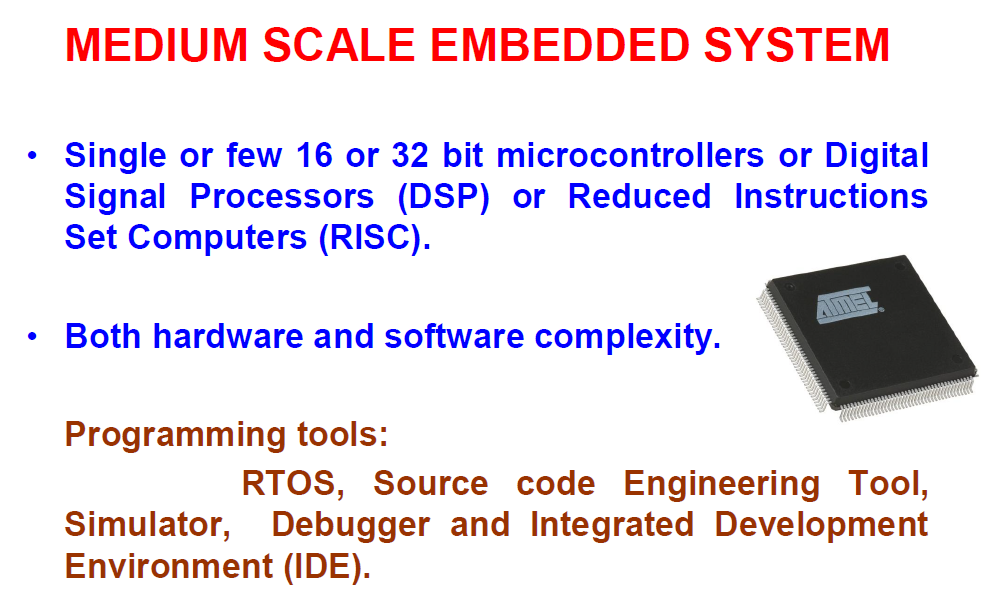 MEDIUM SCALE EMBEDDED SYSTEM
• Single or few 16 or 32 bit microcontrollers or Digital
Signal Processors (DSP) or Reduced Instructions
Set Computers (RISC).
ATMEL
• Both hardware and software complexity.
Programming tools:
RTOS, Source code Engineering Tool,
Simulator, Debugger and Integrated Development
Environment (IDE).